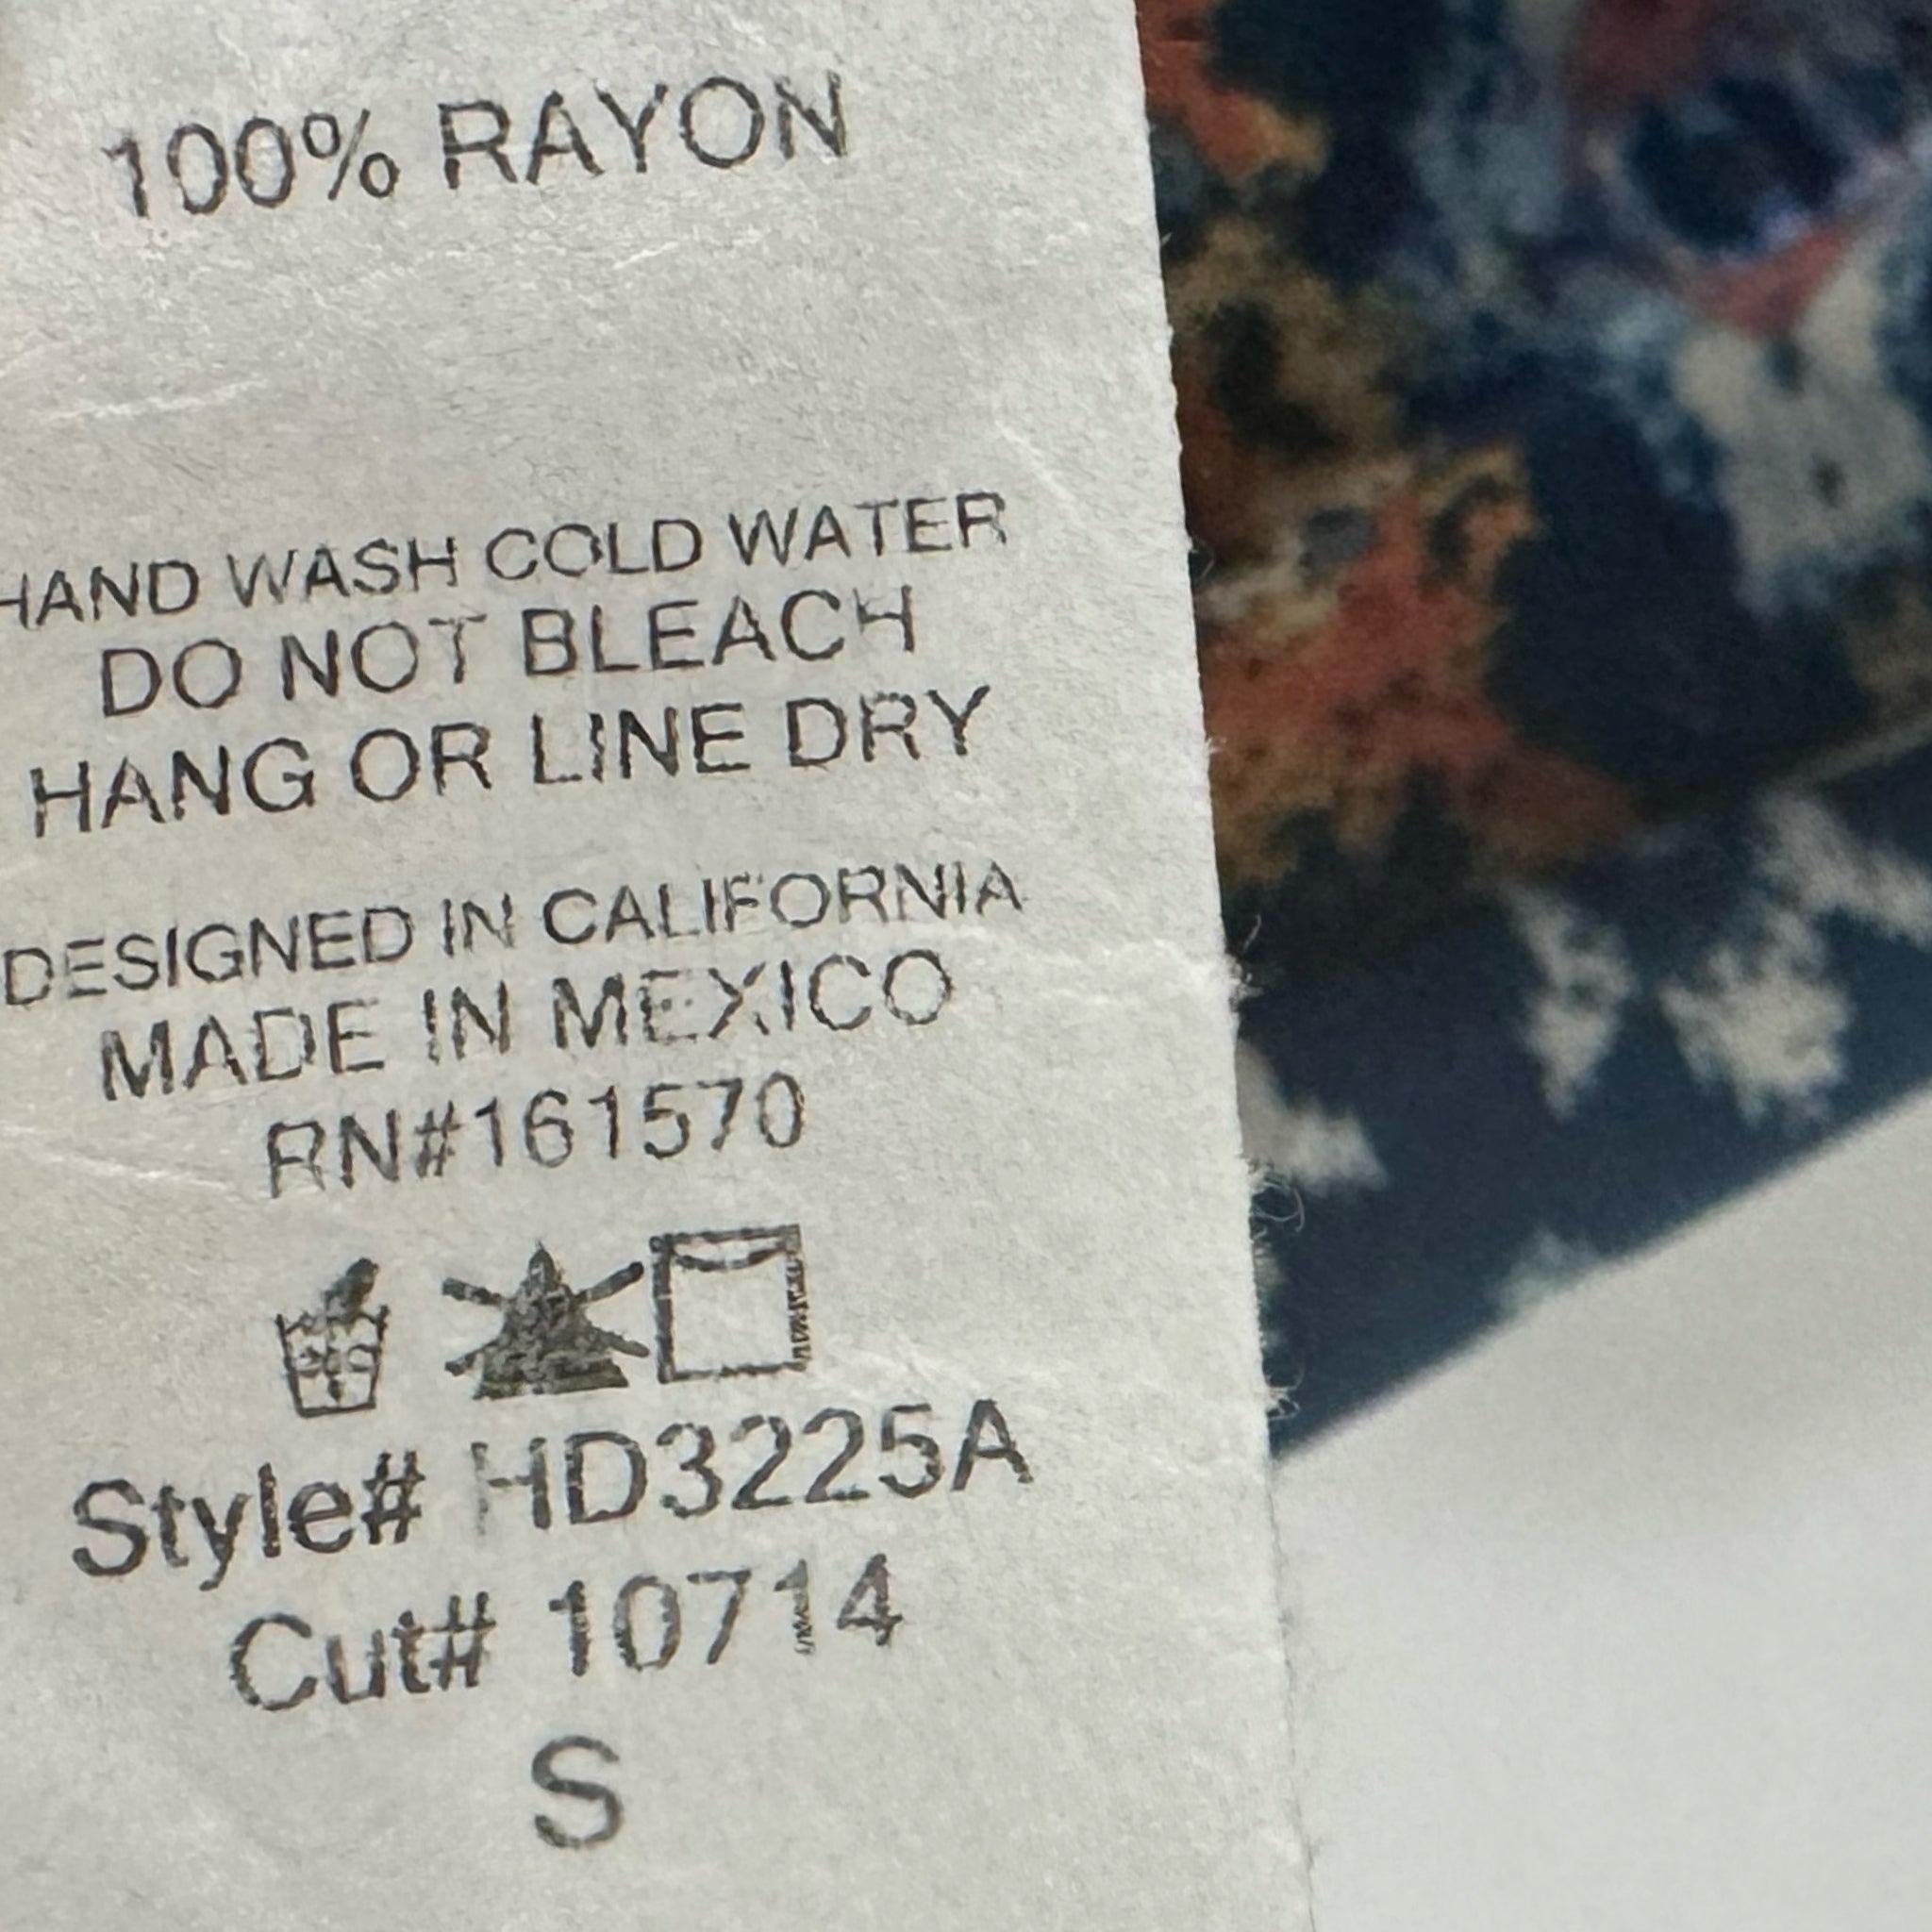 100% RAYON
HAND WASH COLD WATER
DO NOT BLEACH
HANG OR LINE DRY
DESIGNED IN CALIFORNIA
MADE IN MEXICO
RN#161570
Style# HD3225A
Cut# 10714
S